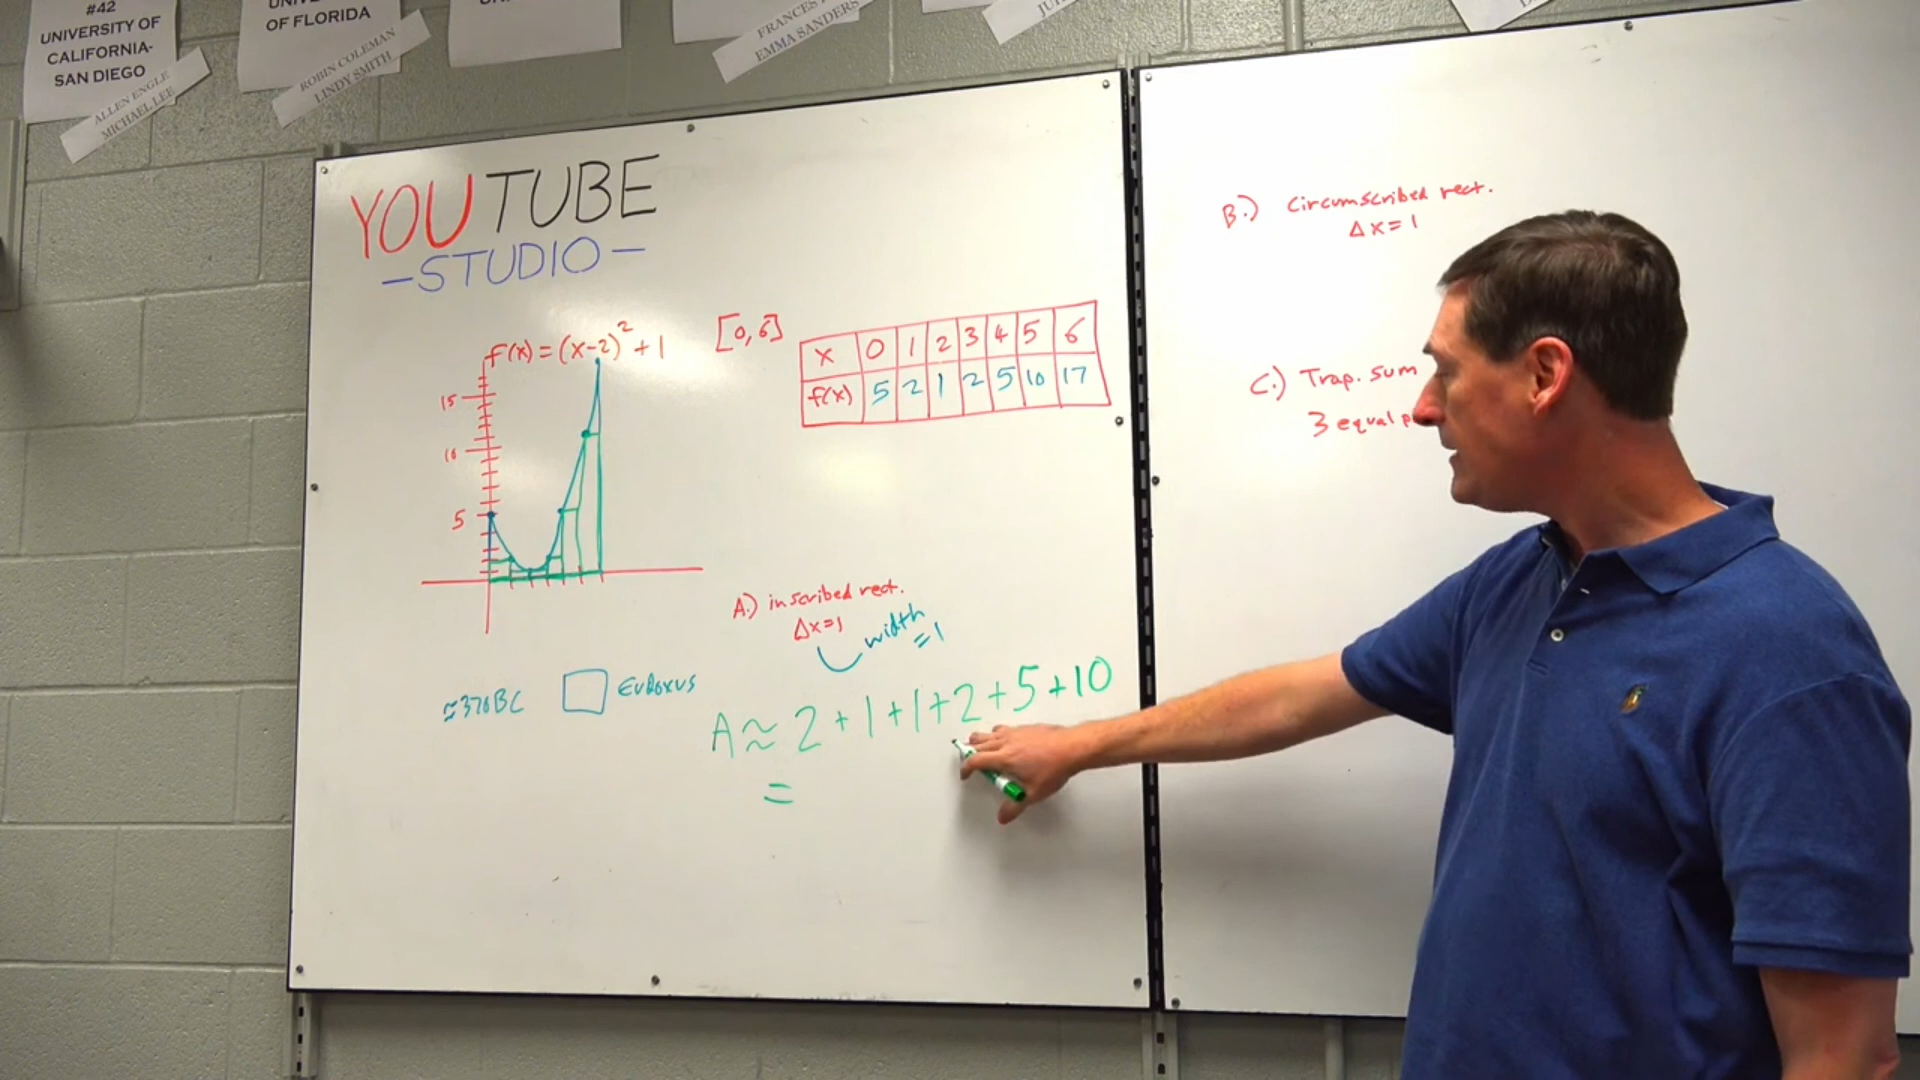 #42
UNIVERSITY OF
CALIFORNIA-
SAN DIEGO
ALLEN ENGLE
MICHAEL LEE
OF FLORIDA
ROBIN COLEMAN
LINDY SMITH
FRANCES
EMMA SANDERS
YOUTUBE
-STUDIO-
f(x) = (x-2)² + 1
[0,6]
x 0 1 2 3 4 5 6
f(x) 5 2 1 2 5 10 17
15
10
5
A.) inscribed rect.
Δx=1
width
=1
≈370BC
EUDOXUS
A ≈ 2+1+1+2+5+10
=
B.) Circumscribed rect.
Δx=1
C.) Trap. sum
3 equal